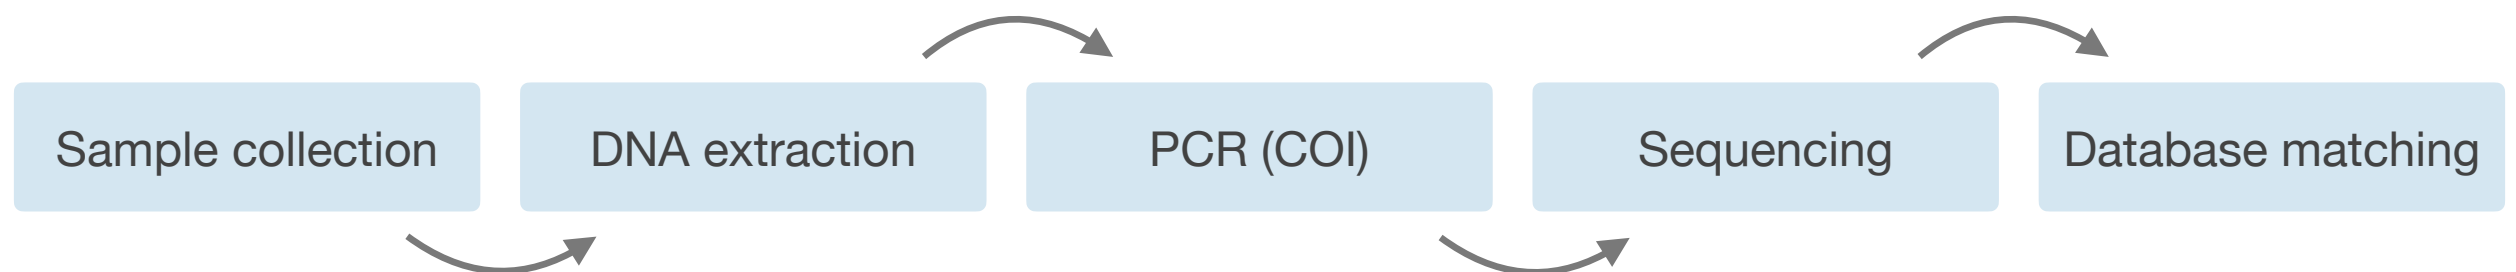 Sample collection
DNA extraction
PCR (COI)
Sequencing
Database matching